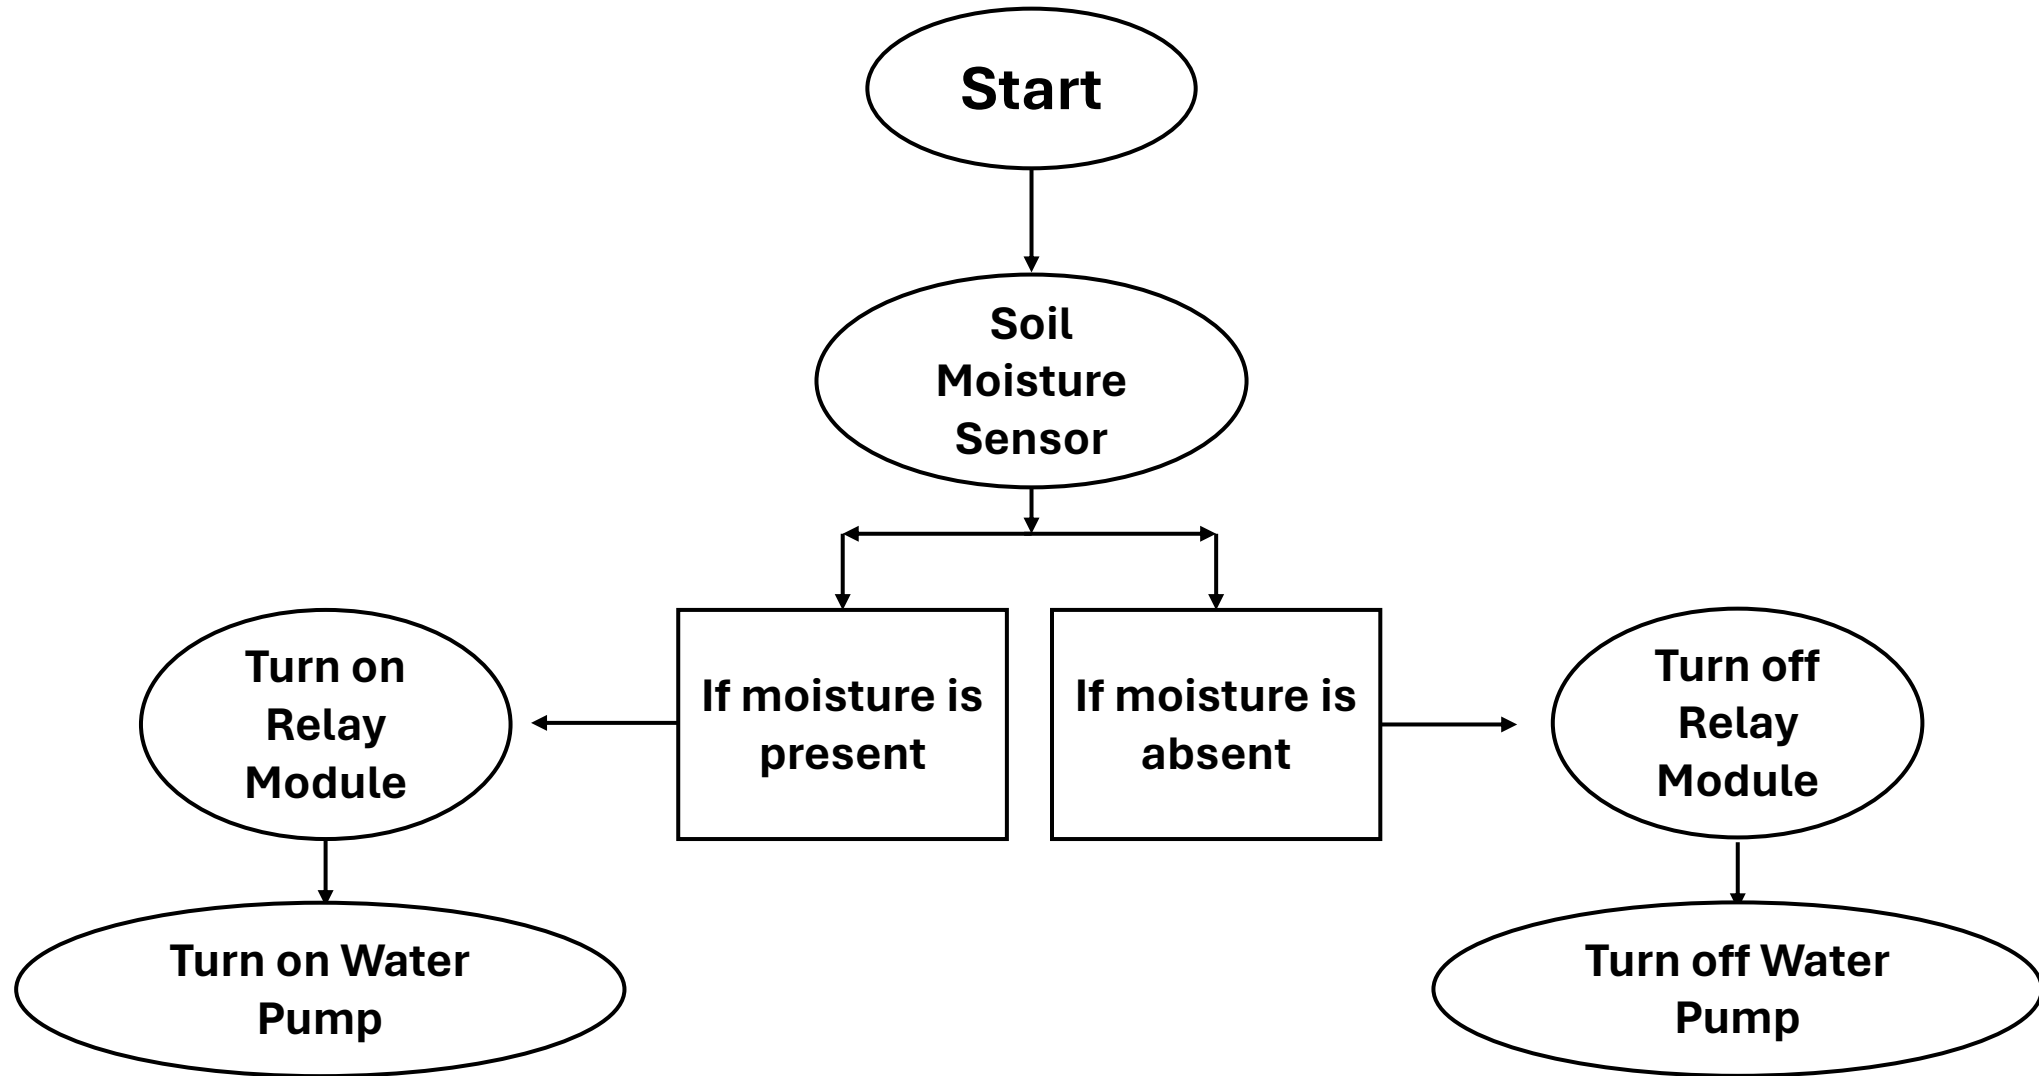 Start
Soil
Moisture
Sensor
If moisture is
present
If moisture is
absent
Turn on
Relay
Module
Turn off
Relay
Module
Turn on Water
Pump
Turn off Water
Pump